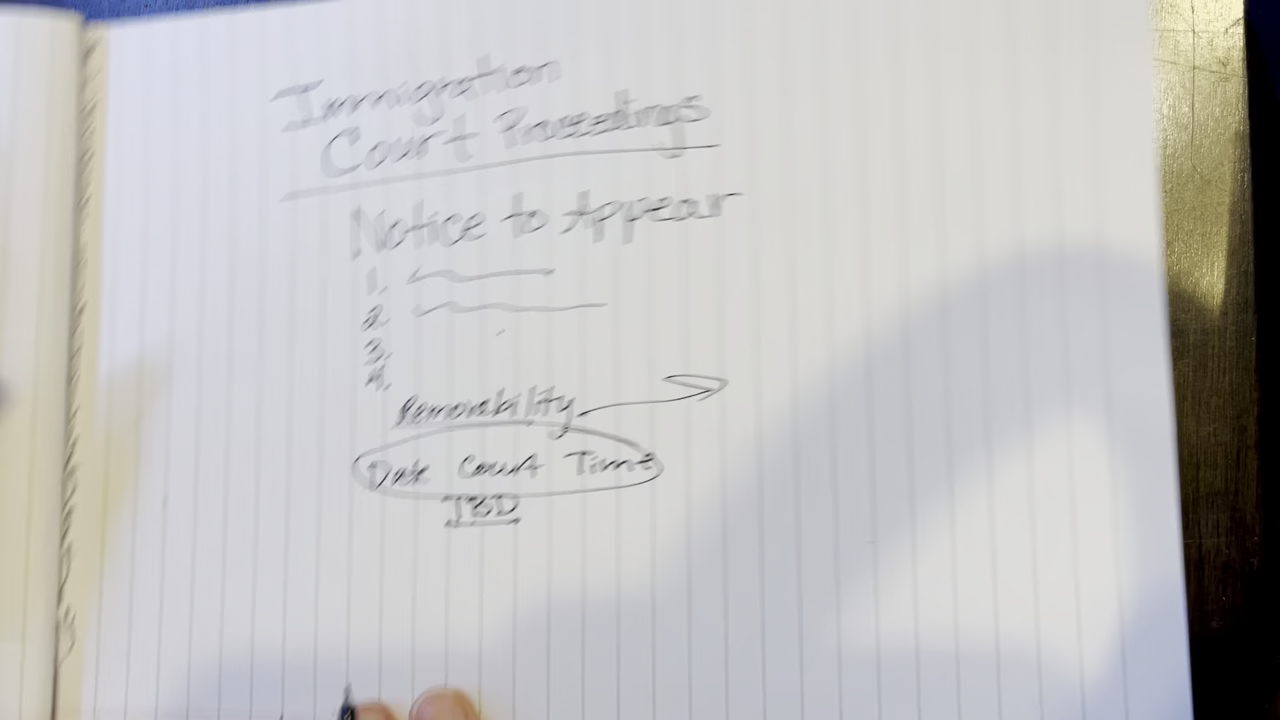 Immigration
Court Proceedings
Notice to Appear
1.
2.
3.
4.
Removability
Date Court Time
TBD